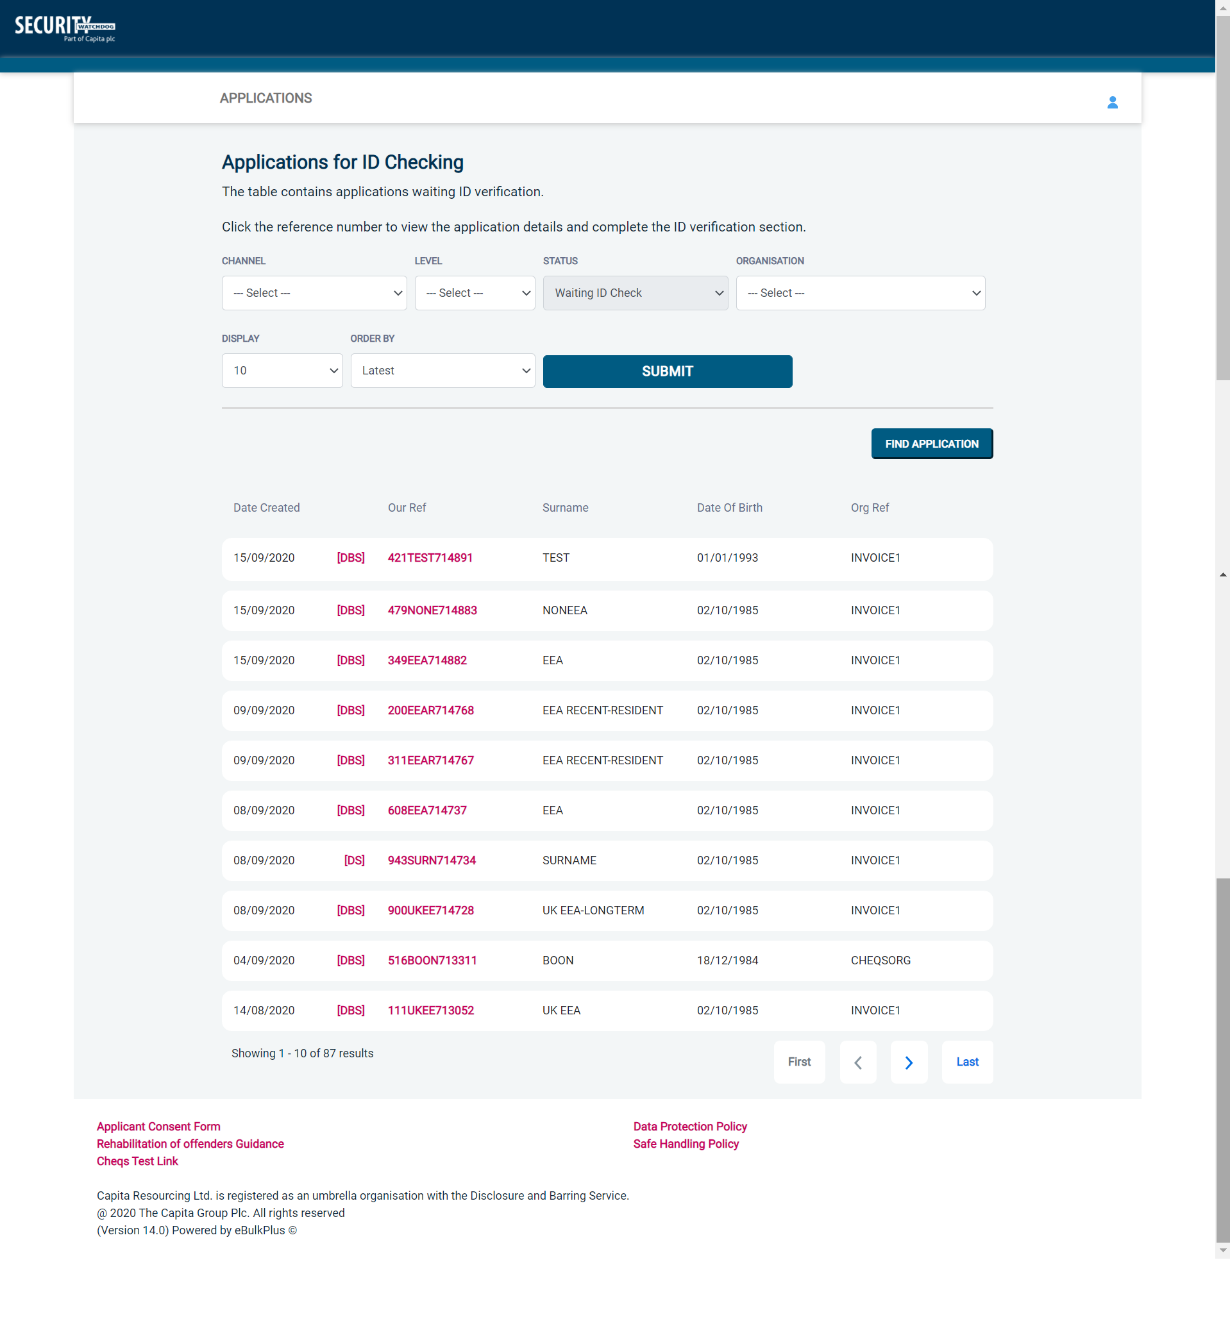 SECURITY
WATCHDOG
Part of Capita plc
APPLICATIONS
Applications for ID Checking
The table contains applications waiting ID verification.
Click the reference number to view the application details and complete the ID verification section.
CHANNEL LEVEL STATUS ORGANISATION
--- Select --- --- Select --- Waiting ID Check --- Select ---
DISPLAY ORDER BY
10 Latest SUBMIT
FIND APPLICATION
Date Created Our Ref Surname Date Of Birth Org Ref
15/09/2020 [DBS] 421TEST714891 TEST 01/01/1993 INVOICE1
15/09/2020 [DBS] 479NONE714883 NONEEA 02/10/1985 INVOICE1
15/09/2020 [DBS] 349EEA714882 EEA 02/10/1985 INVOICE1
09/09/2020 [DBS] 200EEAR714768 EEA RECENT-RESIDENT 02/10/1985 INVOICE1
09/09/2020 [DBS] 311EEAR714767 EEA RECENT-RESIDENT 02/10/1985 INVOICE1
08/09/2020 [DBS] 608EEA714737 EEA 02/10/1985 INVOICE1
08/09/2020 [DS] 943SURN714734 SURNAME 02/10/1985 INVOICE1
08/09/2020 [DBS] 900UKEE714728 UK EEA-LONGTERM 02/10/1985 INVOICE1
04/09/2020 [DBS] 516BOON713311 BOON 18/12/1984 CHEQSORG
14/08/2020 [DBS] 111UKEE713052 UK EEA 02/10/1985 INVOICE1
Showing 1 - 10 of 87 results
First Last
Applicant Consent Form Data Protection Policy
Rehabilitation of offenders Guidance Safe Handling Policy
Cheqs Test Link
Capita Resourcing Ltd. is registered as an umbrella organisation with the Disclosure and Barring Service.
@ 2020 The Capita Group Plc. All rights reserved
(Version 14.0) Powered by eBulkPlus ©